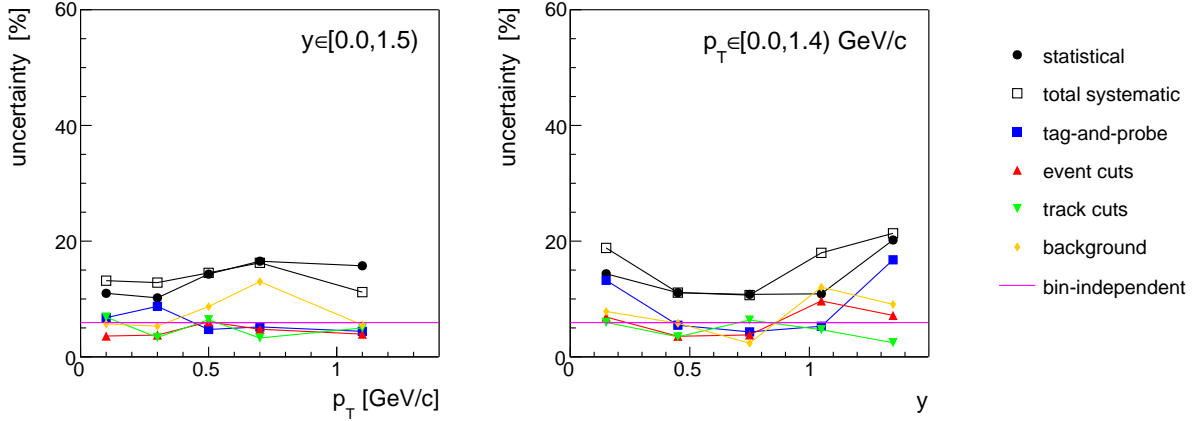 uncertainty [%]
60
40
20
0
y∈[0.0,1.5)
0
0.5
1
p_T [GeV/c]
uncertainty [%]
60
40
20
0
p_T∈[0.0,1.4) GeV/c
0
0.5
1
y
statistical
total systematic
tag-and-probe
event cuts
track cuts
background
bin-independent